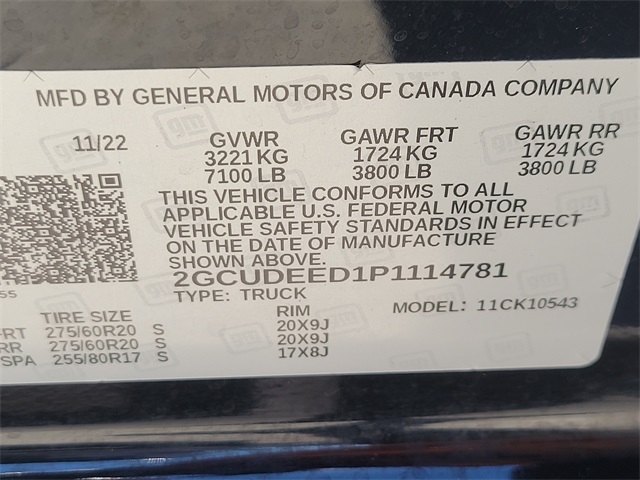 MFD BY GENERAL MOTORS OF CANADA COMPANY
11/22 GVWR GAWR FRT GAWR RR
3221 KG 1724 KG 1724 KG
7100 LB 3800 LB 3800 LB
THIS VEHICLE CONFORMS TO ALL
APPLICABLE U.S. FEDERAL MOTOR
VEHICLE SAFETY STANDARDS IN EFFECT
ON THE DATE OF MANUFACTURE
SHOWN ABOVE.
2GCUDEED1P1114781
TYPE: TRUCK MODEL: 11CK10543
TIRE SIZE RIM
FRT 275/60R20 S 20X9J
RR 275/60R20 S 20X9J
SPA 255/80R17 S 17X8J